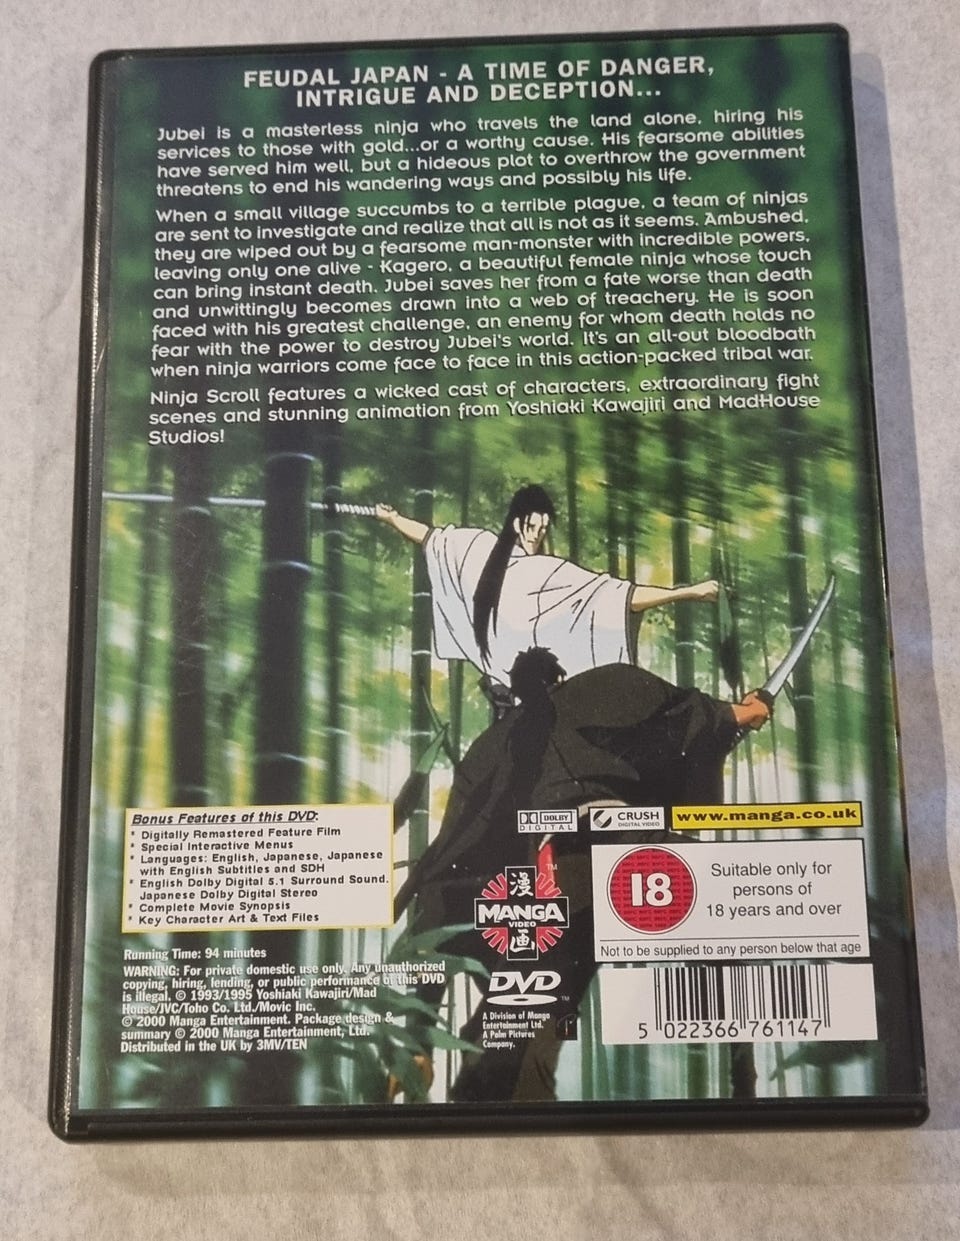 FEUDAL JAPAN - A TIME OF DANGER,
INTRIGUE AND DECEPTION...
Jubei is a masterless ninja who travels the land alone, hiring his
services to those with gold...or a worthy cause. His fearsome abilities
have served him well, but a hideous plot to overthrow the government
threatens to end his wandering ways and possibly his life.
When a small village succumbs to a terrible plague, a team of ninjas
are sent to investigate and realize that all is not as it seems. Ambushed,
they are wiped out by a fearsome man-monster with incredible powers,
leaving only one alive - Kagero, a beautiful female ninja whose touch
can bring instant death. Jubei saves her from a fate worse than death
and unwittingly becomes drawn into a web of treachery. He is soon
faced with his greatest challenge, an enemy for whom death holds no
fear with the power to destroy Jubei's world. It's an all-out bloodbath
when ninja warriors come face to face in this action-packed tribal war.
Ninja Scroll features a wicked cast of characters, extraordinary fight
scenes and stunning animation from Yoshiaki Kawajiri and MadHouse
Studios!
Bonus Features of this DVD:
* Digitally Remastered Feature Film
* Special Interactive Menus
* Languages: English, Japanese, Japanese
with English Subtitles and SDH
* English Dolby Digital 5.1 Surround Sound.
Japanese Dolby Digital Stereo
* Complete Movie Synopsis
* Key Character Art & Text Files
Running Time: 94 minutes
WARNING: For private domestic use only. Any unauthorized
copying, hiring, lending, or public performance of this DVD
is illegal. © 1993/1995 Yoshiaki Kawajiri/Mad
House/JVC/Toho Co. Ltd./Movic Inc.
© 2000 Manga Entertainment. Package design &
summary © 2000 Manga Entertainment, Ltd.
Distributed in the UK by 3MV/TEN
DOLBY
DIGITAL
CRUSH
DIGITAL VIDEO
www.manga.co.uk
漫
TM
MANGA
VIDEO
画
DVD
VIDEO
TM
A Division of Manga
Entertainment Ltd.
A Palm Pictures
Company.
18
Suitable only for
persons of
18 years and over
Not to be supplied to any person below that age
5 022366 761147